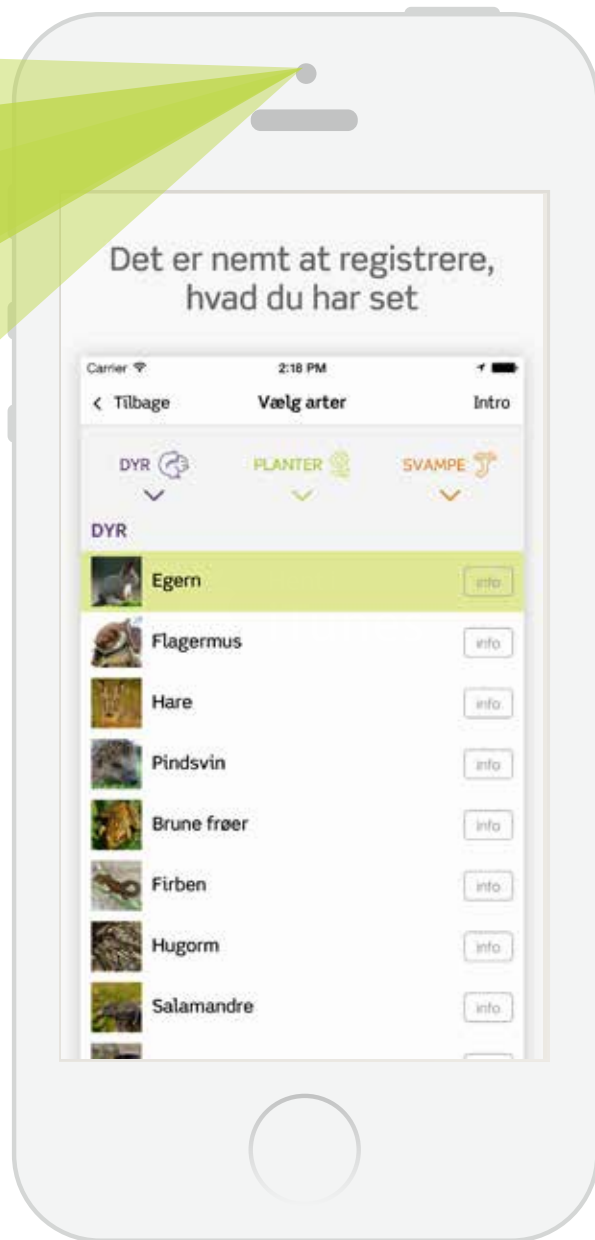 Det er nemt at registrere,
hvad du har set
Carrier 2:18 PM
< Tilbage Vælg arter Intro
DYR PLANTER SVAMPE
DYR
Egern info
Flagermus info
Hare info
Pindsvin info
Brune frøer info
Firben info
Hugorm info
Salamandre info